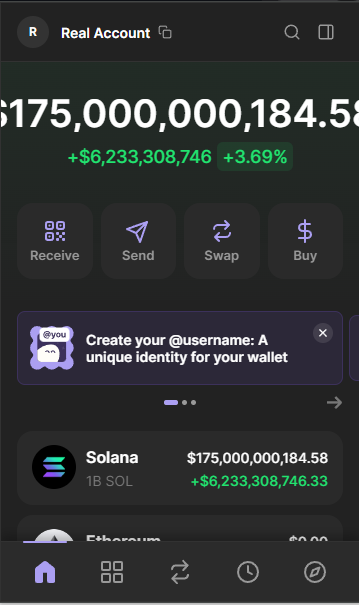 R Real Account
$175,000,000,184.58
+$6,233,308,746 +3.69%
Receive Send Swap Buy
@you
Create your @username: A
unique identity for your wallet
Solana $175,000,000,184.58
1B SOL +$6,233,308,746.33
Ethereum $0.00